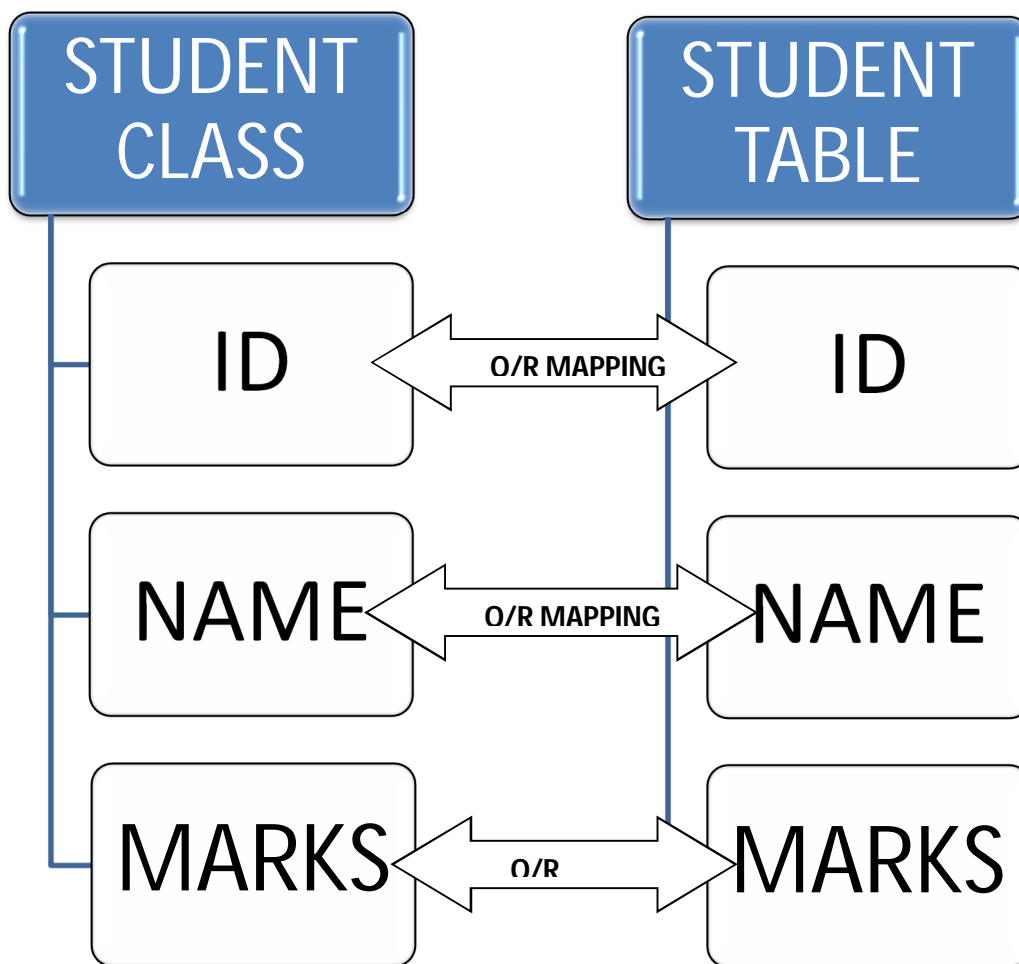 STUDENT
CLASS
STUDENT
TABLE
ID
O/R MAPPING
ID
NAME
O/R MAPPING
NAME
MARKS
O/R
MARKS